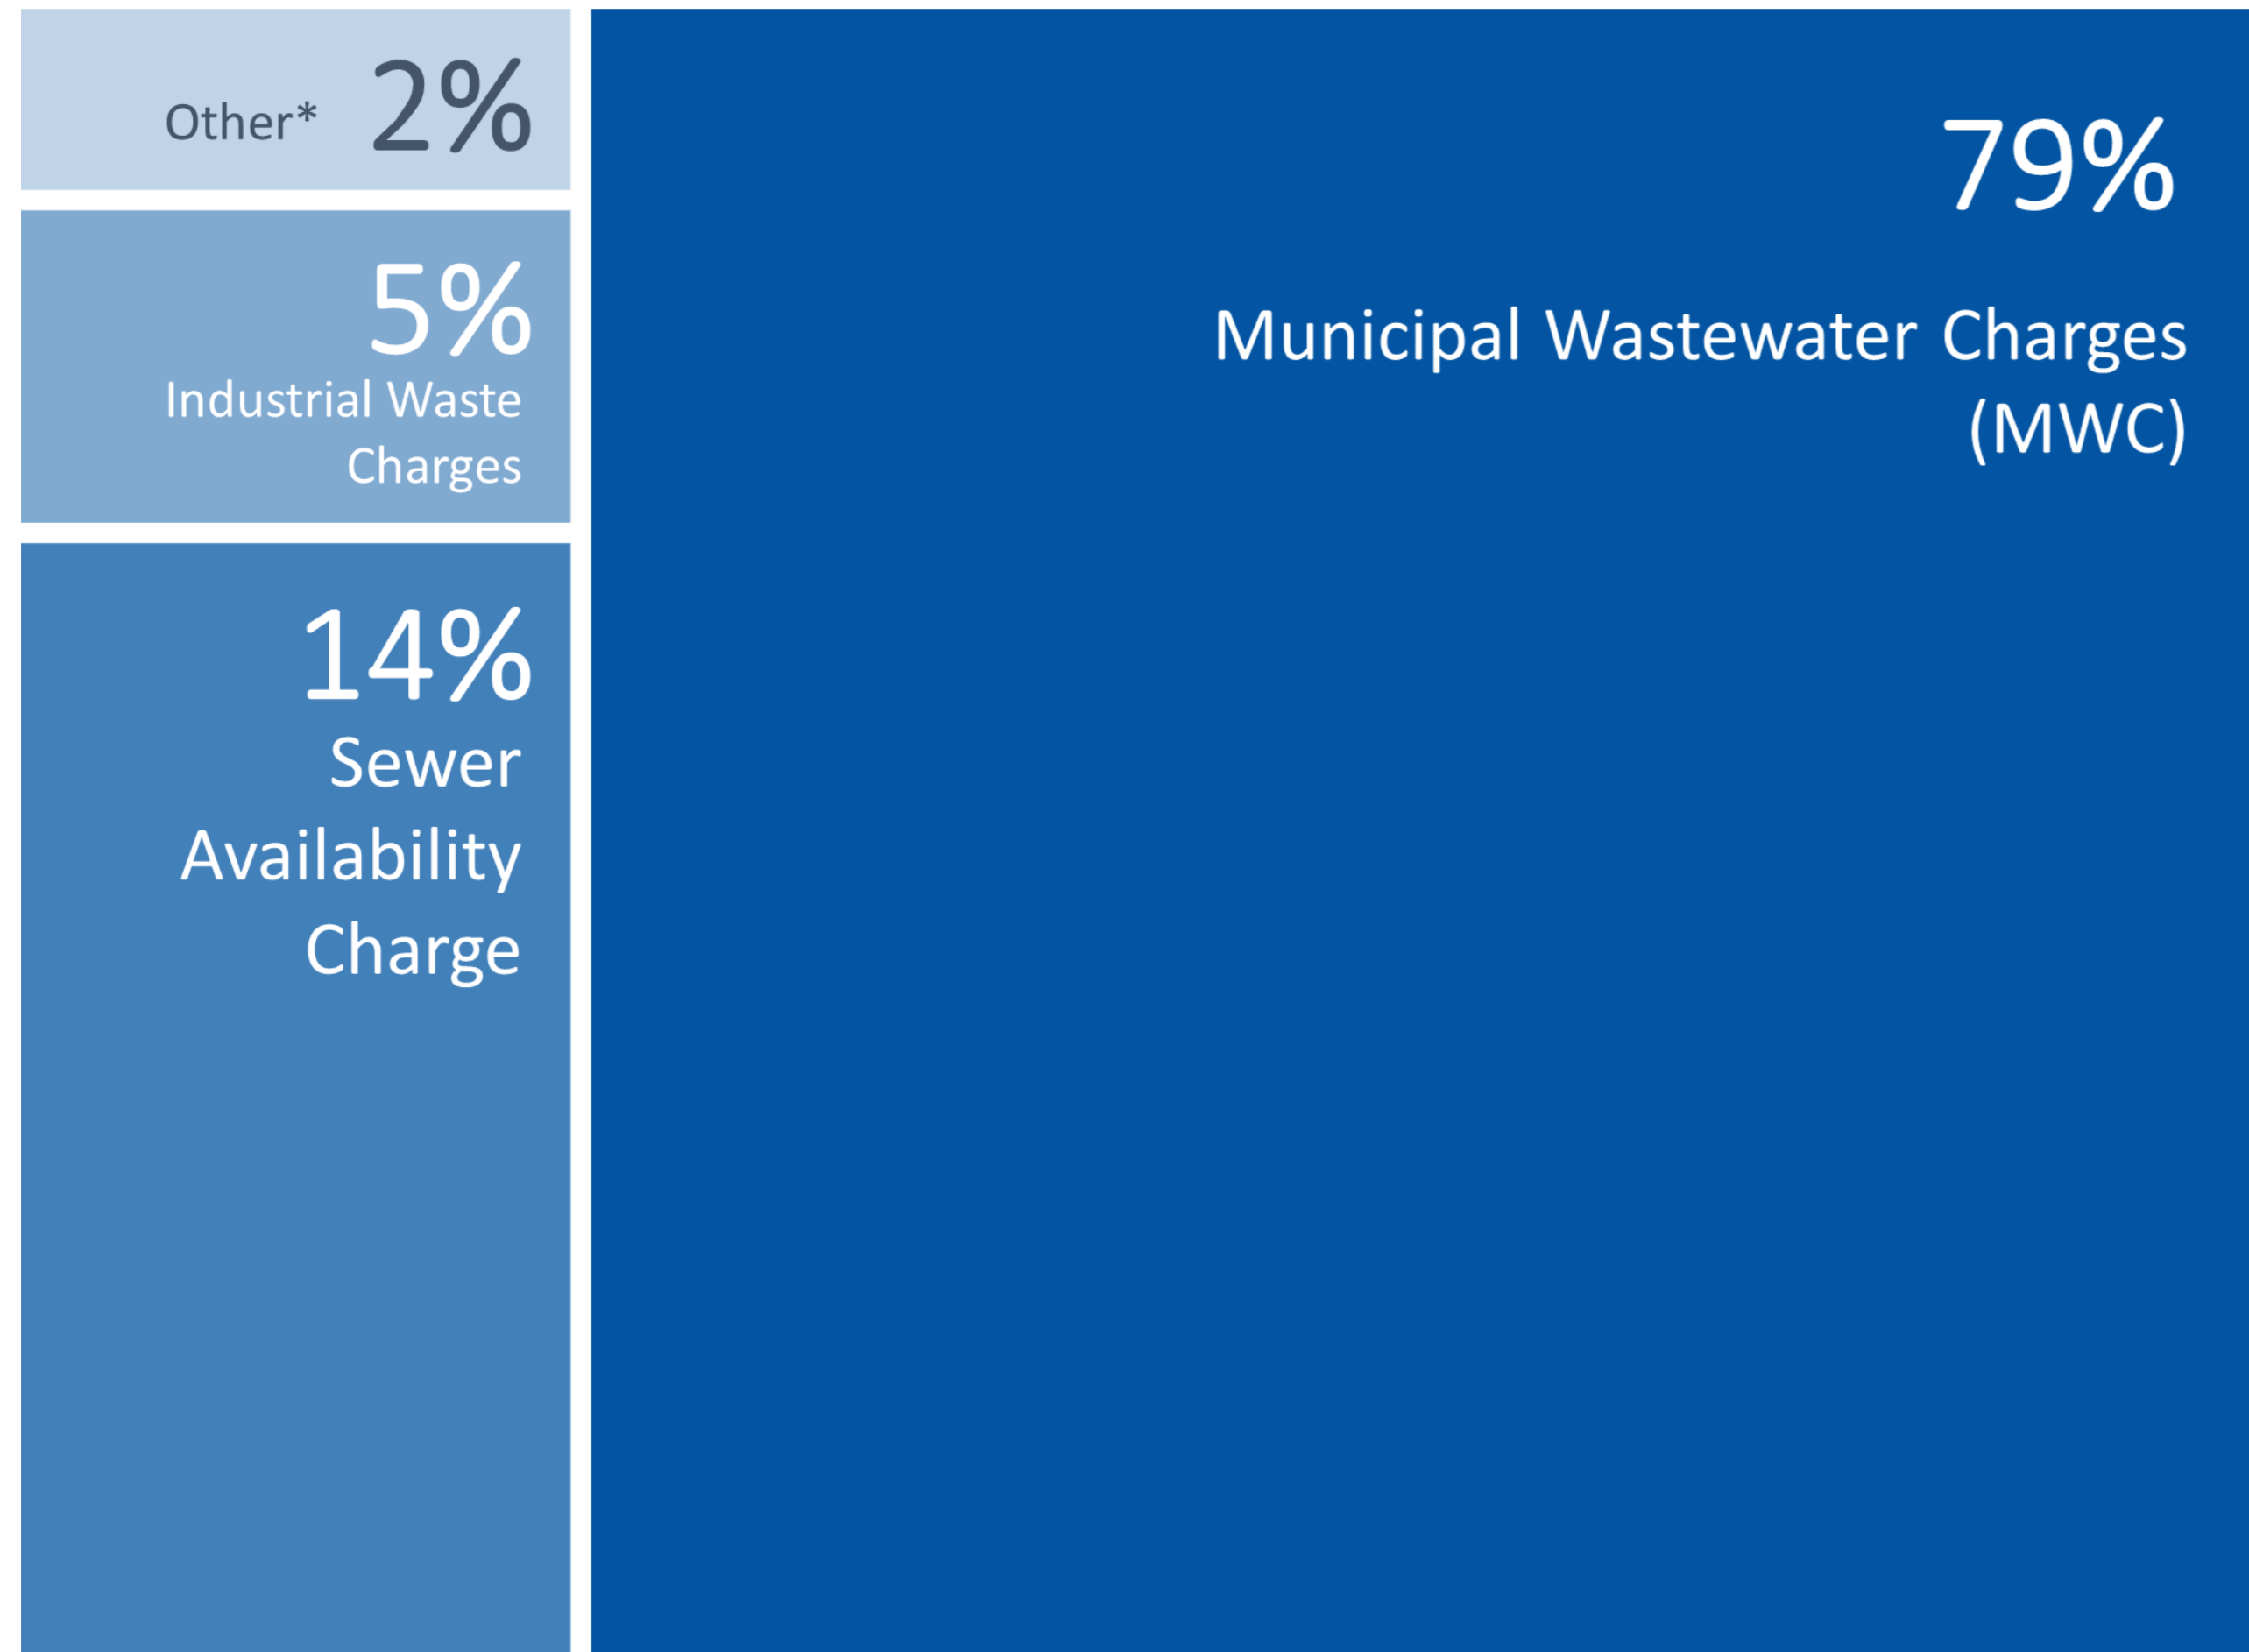 Other* 2%
5%
Industrial Waste
Charges
14%
Sewer
Availability
Charge
79%
Municipal Wastewater Charges
(MWC)